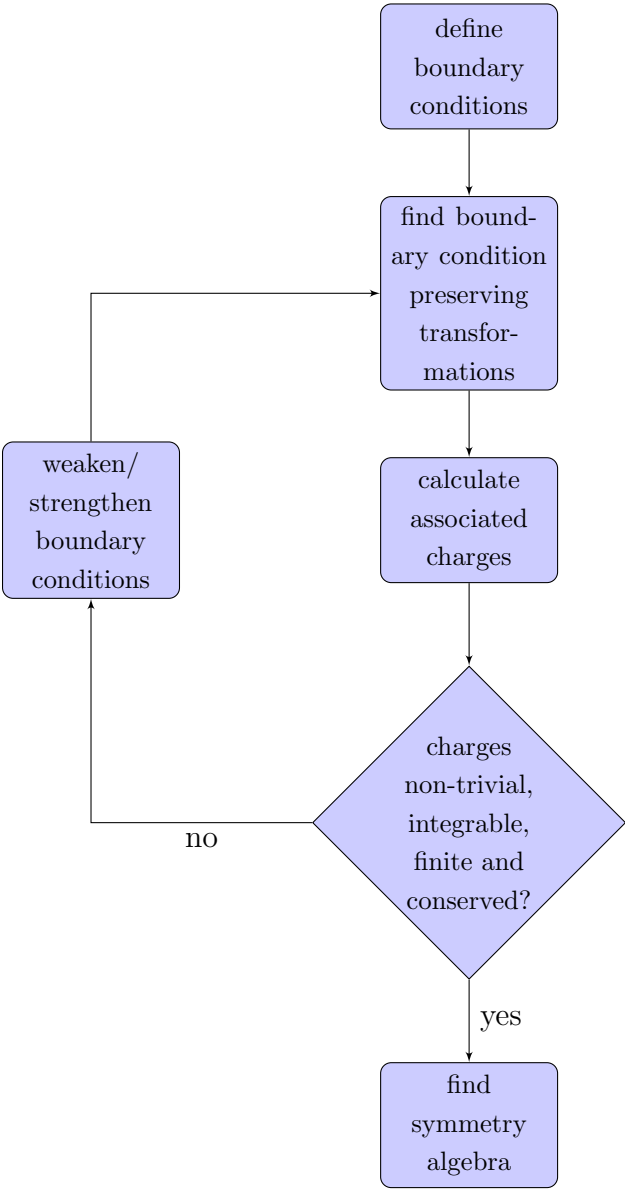 define
boundary
conditions
find bound-
ary condition
preserving
transfor-
mations
weaken/
strengthen
boundary
conditions
calculate
associated
charges
charges
non-trivial,
integrable,
finite and
conserved?
no
yes
find
symmetry
algebra